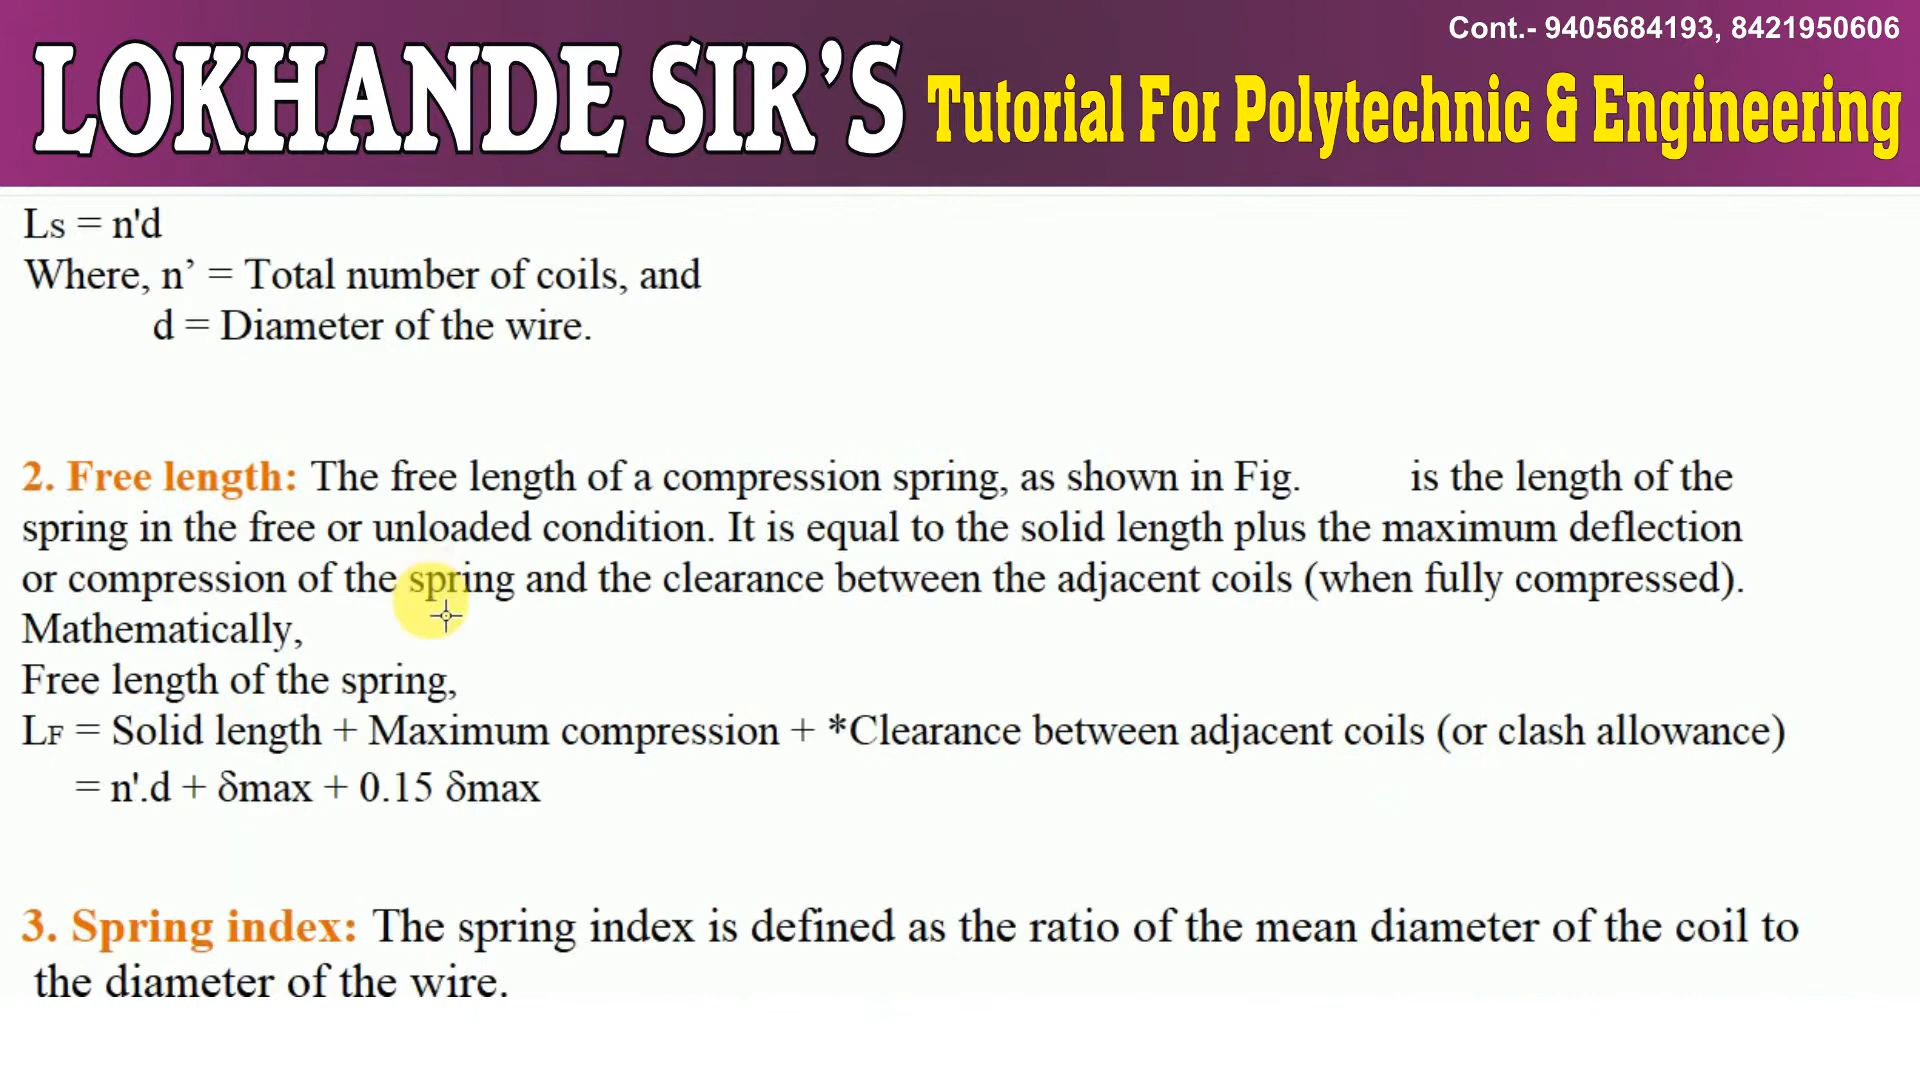 Cont.- 9405684193, 8421950606
LOKHANDE SIR’S Tutorial For Polytechnic & Engineering
Ls = n'd
Where, n’ = Total number of coils, and
d = Diameter of the wire.
2. Free length: The free length of a compression spring, as shown in Fig. is the length of the
spring in the free or unloaded condition. It is equal to the solid length plus the maximum deflection
or compression of the spring and the clearance between the adjacent coils (when fully compressed).
Mathematically,
Free length of the spring,
LF = Solid length + Maximum compression + *Clearance between adjacent coils (or clash allowance)
= n'.d + δmax + 0.15 δmax
3. Spring index: The spring index is defined as the ratio of the mean diameter of the coil to
the diameter of the wire.